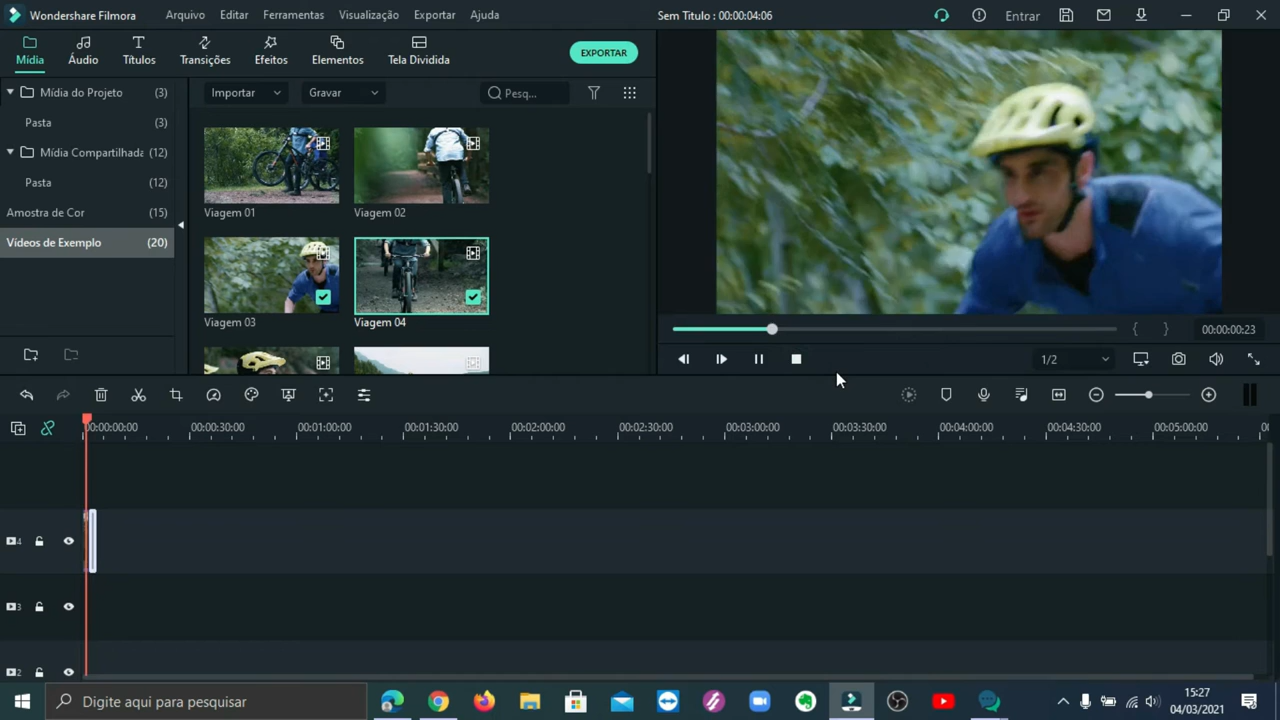 Wondershare Filmora
Arquivo
Editar
Ferramentas
Visualização
Exportar
Ajuda
Sem Titulo : 00:00:04:06
Entrar
Mídia
Áudio
Títulos
Transições
Efeitos
Elementos
Tela Dividida
EXPORTAR
Mídia do Projeto (3)
Pasta (3)
Mídia Compartilhada (12)
Pasta (12)
Amostra de Cor (15)
Vídeos de Exemplo (20)
Importar
Gravar
Pesq...
Viagem 01
Viagem 02
Viagem 03
Viagem 04
00:00:00:23
1/2
00:00:00:00
00:00:30:00
00:01:00:00
00:01:30:00
00:02:00:00
00:02:30:00
00:03:00:00
00:03:30:00
00:04:00:00
00:04:30:00
00:05:00:00
4
3
2
Digite aqui para pesquisar
15:27
04/03/2021